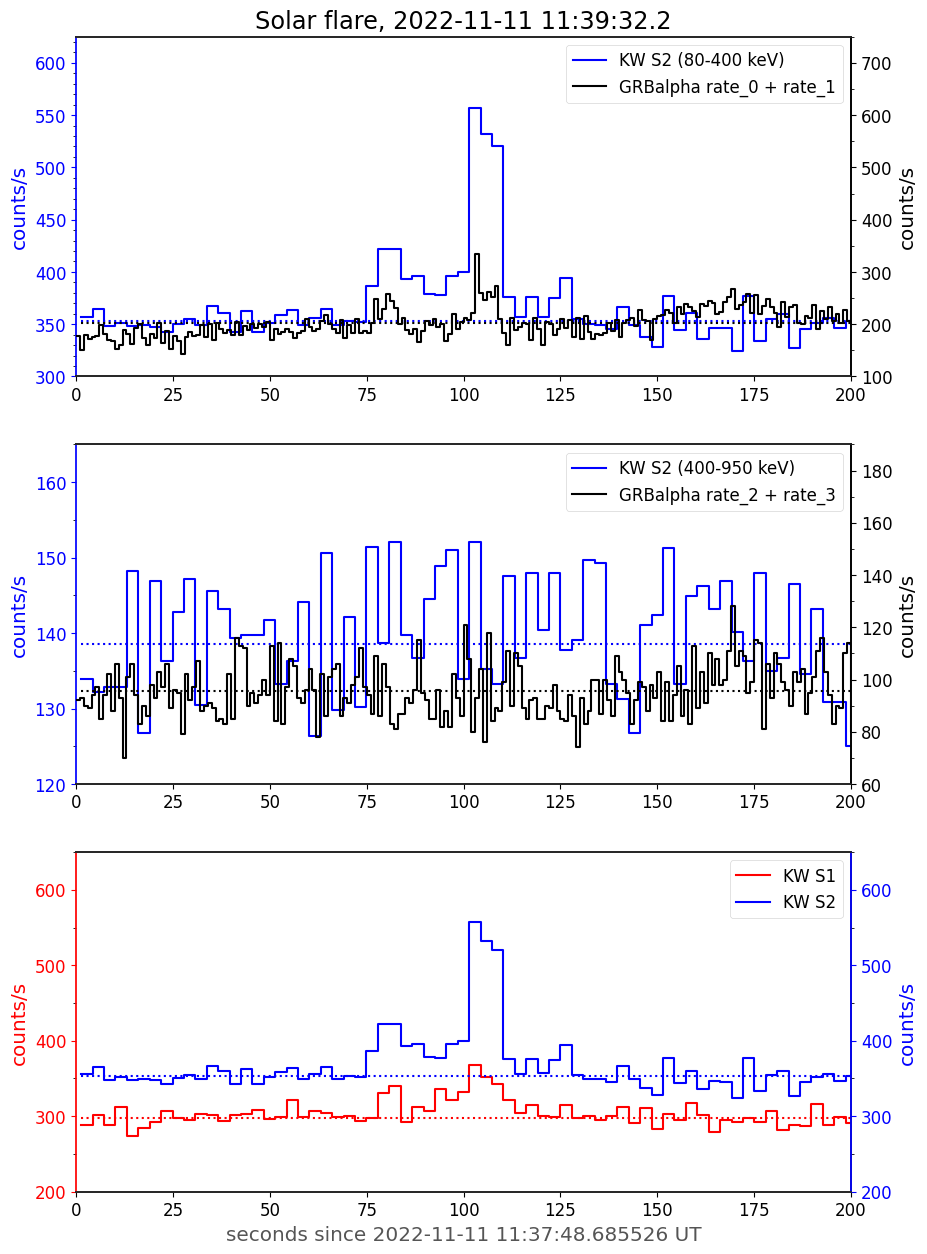 Solar flare, 2022-11-11 11:39:32.2
KW S2 (80-400 keV)
GRBalpha rate_0 + rate_1
counts/s
counts/s
600
550
500
450
400
350
300
700
600
500
400
300
200
100
0 25 50 75 100 125 150 175 200
KW S2 (400-950 keV)
GRBalpha rate_2 + rate_3
counts/s
counts/s
160
150
140
130
120
180
160
140
120
100
80
60
0 25 50 75 100 125 150 175 200
KW S1
KW S2
counts/s
counts/s
600
500
400
300
200
600
500
400
300
200
0 25 50 75 100 125 150 175 200
seconds since 2022-11-11 11:37:48.685526 UT